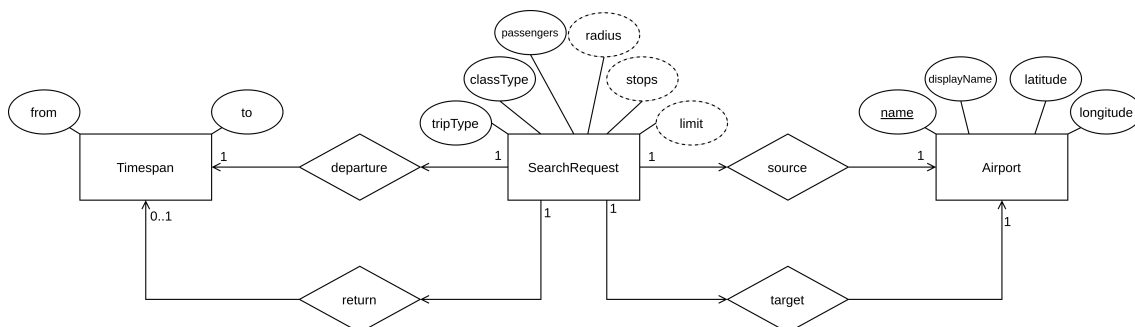 passengers
radius
classType
stops
displayName
latitude
from
to
tripType
limit
name
longitude
Timespan
1
departure
1
SearchRequest
1
source
1
Airport
0..1
1
1
1
return
target